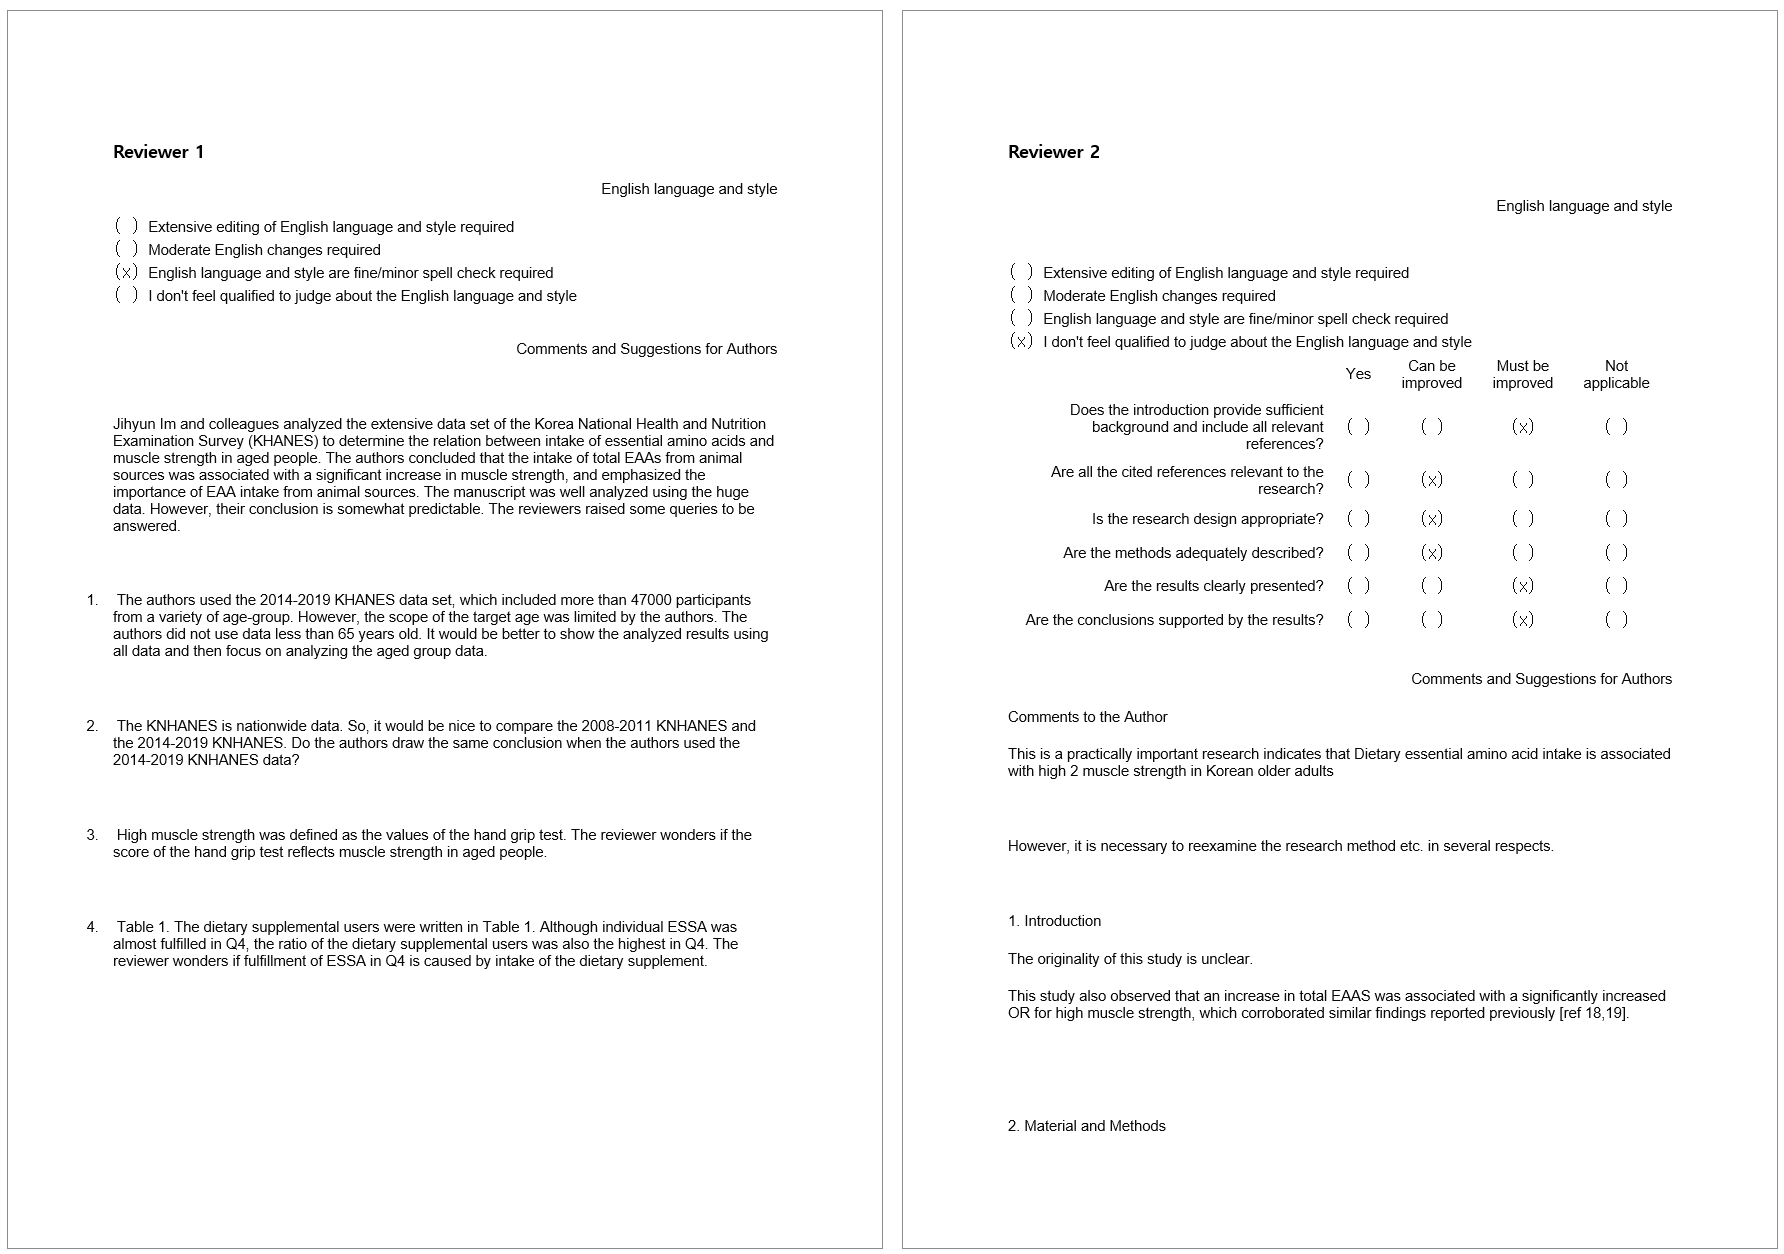 Reviewer 1
English language and style
( ) Extensive editing of English language and style required
( ) Moderate English changes required
(x) English language and style are fine/minor spell check required
( ) I don't feel qualified to judge about the English language and style
Comments and Suggestions for Authors
Jihyun Im and colleagues analyzed the extensive data set of the Korea National Health and Nutrition
Examination Survey (KHANES) to determine the relation between intake of essential amino acids and
muscle strength in aged people. The authors concluded that the intake of total EAAs from animal
sources was associated with a significant increase in muscle strength, and emphasized the
importance of EAA intake from animal sources. The manuscript was well analyzed using the huge
data. However, their conclusion is somewhat predictable. The reviewers raised some queries to be
answered.
1. The authors used the 2014-2019 KHANES data set, which included more than 47000 participants
from a variety of age-group. However, the scope of the target age was limited by the authors. The
authors did not use data less than 65 years old. It would be better to show the analyzed results using
all data and then focus on analyzing the aged group data.
2. The KNHANES is nationwide data. So, it would be nice to compare the 2008-2011 KNHANES and
the 2014-2019 KNHANES. Do the authors draw the same conclusion when the authors used the
2014-2019 KNHANES data?
3. High muscle strength was defined as the values of the hand grip test. The reviewer wonders if the
score of the hand grip test reflects muscle strength in aged people.
4. Table 1. The dietary supplemental users were written in Table 1. Although individual ESSA was
almost fulfilled in Q4, the ratio of the dietary supplemental users was also the highest in Q4. The
reviewer wonders if fulfillment of ESSA in Q4 is caused by intake of the dietary supplement.
Reviewer 2
English language and style
( ) Extensive editing of English language and style required
( ) Moderate English changes required
( ) English language and style are fine/minor spell check required
(x) I don't feel qualified to judge about the English language and style
Yes Can be improved Must be improved Not applicable
Does the introduction provide sufficient
background and include all relevant ( ) ( ) (x) ( )
references?
Are all the cited references relevant to the
research? ( ) (x) ( ) ( )
Is the research design appropriate? ( ) (x) ( ) ( )
Are the methods adequately described? ( ) (x) ( ) ( )
Are the results clearly presented? ( ) ( ) (x) ( )
Are the conclusions supported by the results? ( ) ( ) (x) ( )
Comments and Suggestions for Authors
Comments to the Author
This is a practically important research indicates that Dietary essential amino acid intake is associated
with high 2 muscle strength in Korean older adults
However, it is necessary to reexamine the research method etc. in several respects.
1. Introduction
The originality of this study is unclear.
This study also observed that an increase in total EAAS was associated with a significantly increased
OR for high muscle strength, which corroborated similar findings reported previously [ref 18,19].
2. Material and Methods